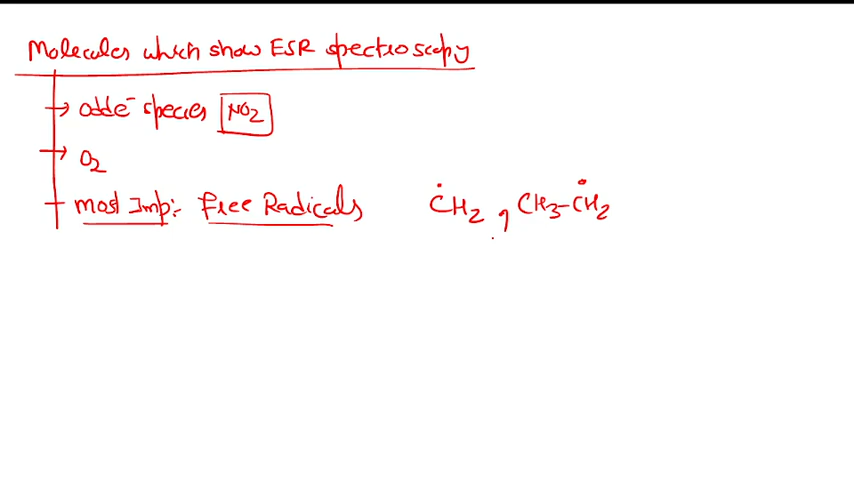 Molecules which show ESR spectroscopy
→ odd e⁻ species NO₂
→ O₂
most Imp:- Free Radicals ĊH₂, CH₃-ĊH₂